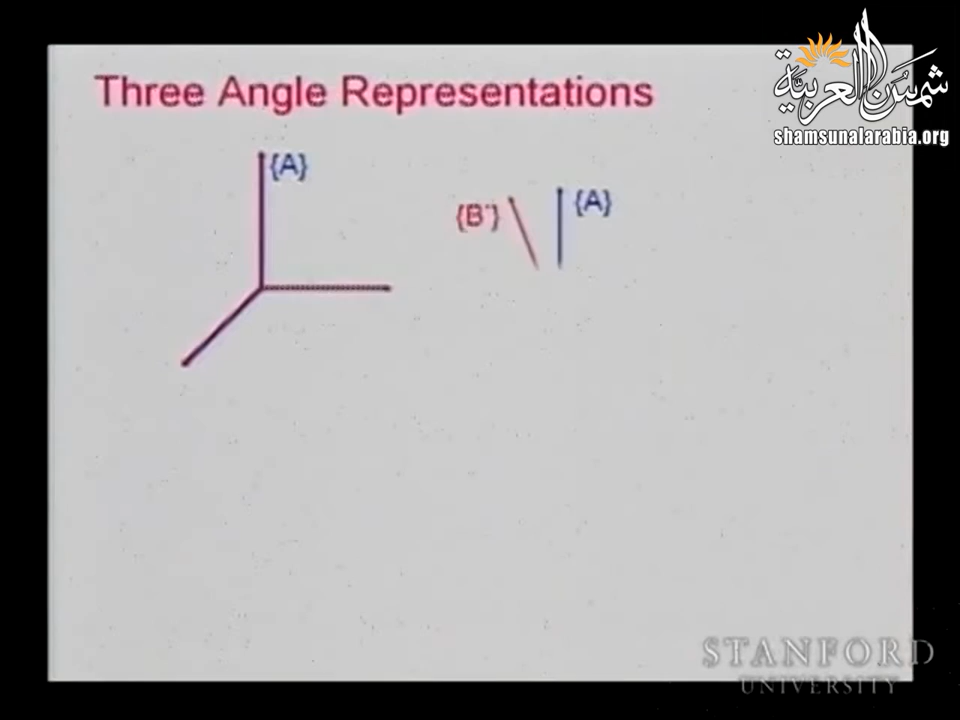 شمس العربية
shamsunalarabia.org
Three Angle Representations
{A}
{B"} {A}
STANFORD
UNIVERSITY